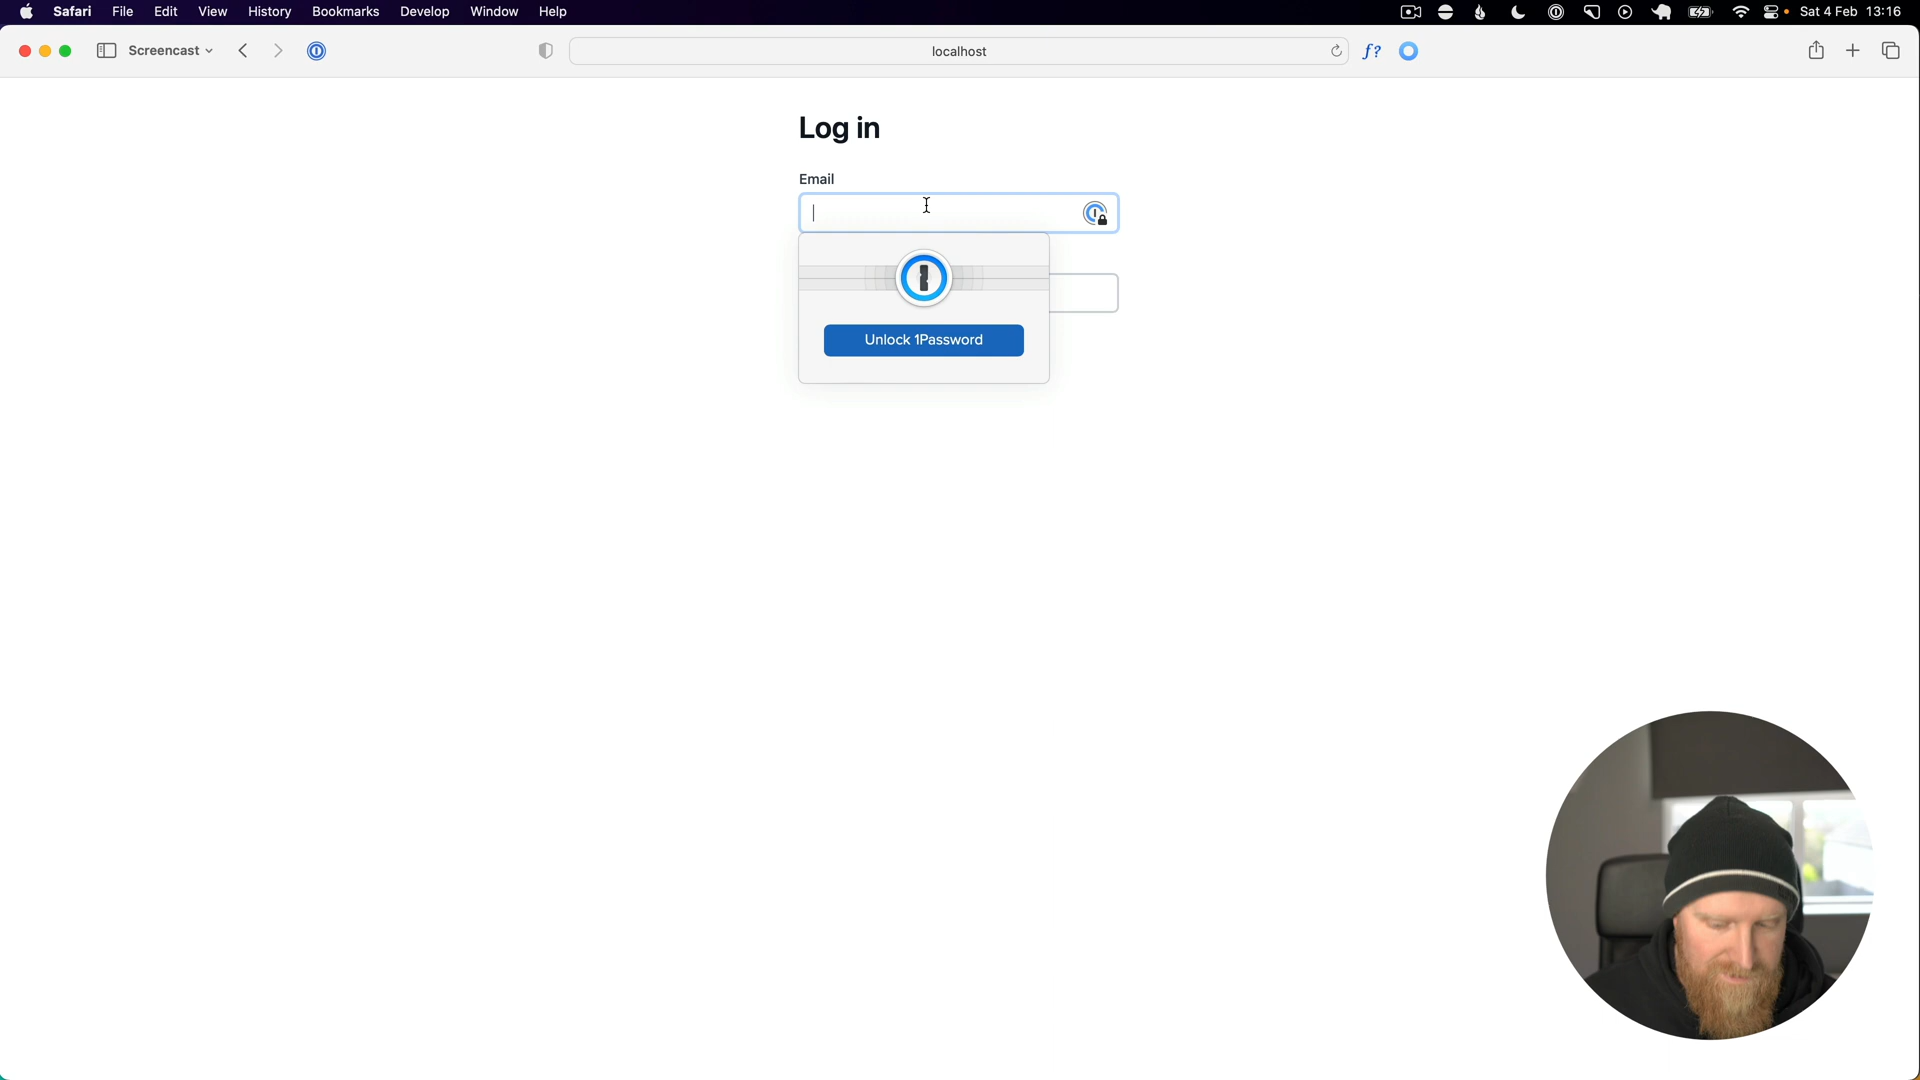 Safari File Edit View History Bookmarks Develop Window Help Sat 4 Feb 13:16
Screencast localhost f?
Log in
Email
Unlock 1Password